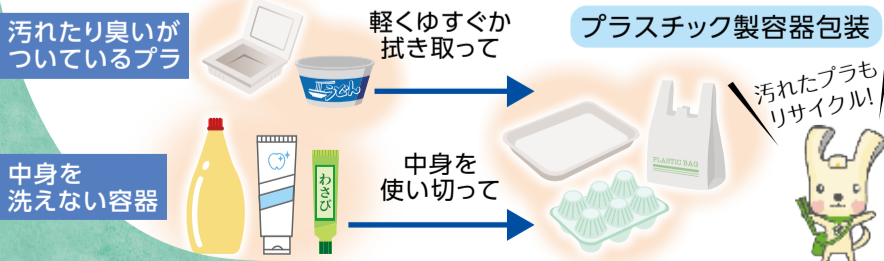 汚れたり臭いが
ついているプラ
軽くゆすぐか
拭き取って
プラスチック製容器包装
うどん
汚れたプラも
リサイクル!
PLASTIC BAG
中身を
洗えない容器
わさび
中身を
使い切って